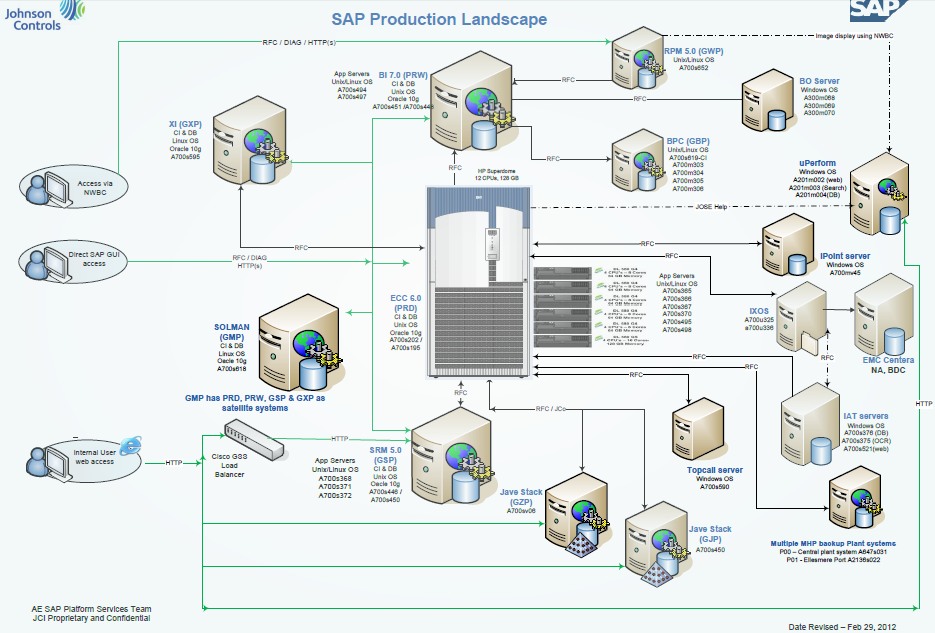 Johnson
Controls
SAP Production Landscape
SAP
RFC / DIAG / HTTP(s)
Image display using NWBC
RPM 5.0 (GWP)
Unix/Linux OS
A700s652
App Servers
Unix/Linux OS
A700s494
A700s497
BI 7.0 (PRW)
CI & DB
Unix OS
Oracle 10g
A700s451 /A700s448
RFC
RFC
BO Server
Windows OS
A300m068
A300m069
A300m070
XI (GXP)
CI & DB
Linux OS
Oracle 10g
A700s595
BPC (GBP)
Unix/Linux OS
A700s619-CI
A700m303
A700m304
A700m305
A700m306
RFC
uPerform
Windows OS
A201m002 (web)
A201m003 (Search)
A201m004(DB)
RFC
HP Superdome
12 CPUs, 128 GB
Access via
NWBC
JOSE Help
RFC
RFC
Direct SAP GUI
access
RFC / DIAG
HTTP(s)
IPoint server
Windows OS
A700mv45
App Servers
Unix/Linux OS
A700s365
A700s366
A700s367
A700s370
A700s495
A700s498
ECC 6.0
(PRD)
CI & DB
Unix OS
Oracle 10g
A700s202 /
A700s195
RFC
IXOS
A700u325
a700u336
SOLMAN
(GMP)
CI & DB
Linux OS
Oecle 10g
A700s618
EMC Centera
NA, BDC
RFC
RFC
RFC
RFC
GMP has PRD, PRW, GSP & GXP as
satellite systems
RFC
RFC / JCo
HTTP
IAT servers
Windows OS
A700s376 (DB)
A700s375 (OCR)
A700s521(web)
Internal User
web access
HTTP
Cisco GSS
Load
Balancer
HTTP
App Servers
Unix/Linux OS
A700s368
A700s371
A700s372
SRM 5.0
(GSP)
CI & DB
Unix OS
Oracle 10g
A700s446 /
A700s450
Topcall server
Windows OS
A700s590
Jave Stack
(GZP)
A700sv06
Jave Stack
(GJP)
A700s450
Multiple MHP backup Plant systems
P00 – Central plant system A647s031
P01 - Ellesmere Port A2136s022
AE SAP Platform Services Team
JCI Proprietary and Confidential
Date Revised – Feb 29, 2012